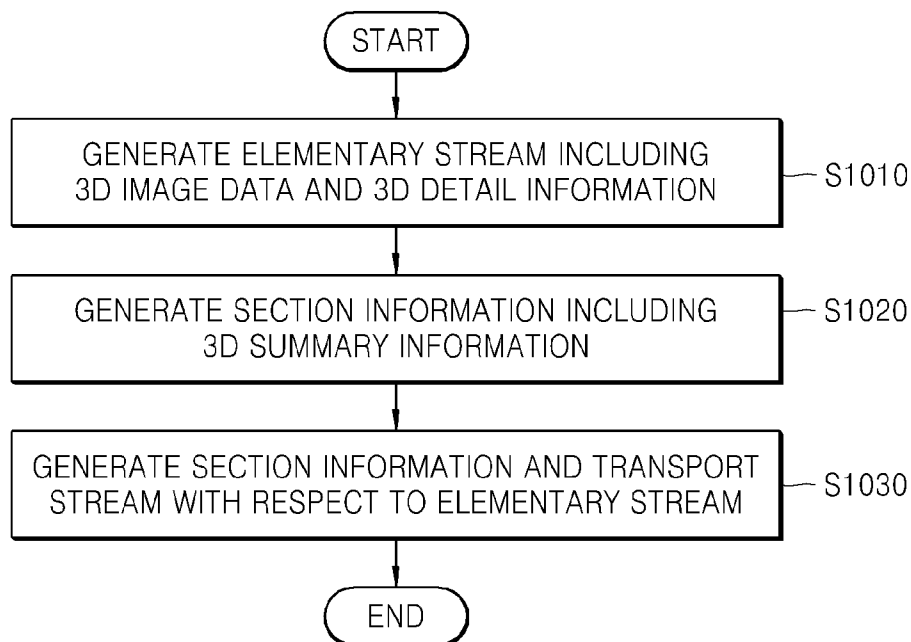 START
GENERATE ELEMENTARY STREAM INCLUDING
3D IMAGE DATA AND 3D DETAIL INFORMATION
S1010
GENERATE SECTION INFORMATION INCLUDING
3D SUMMARY INFORMATION
S1020
GENERATE SECTION INFORMATION AND TRANSPORT
STREAM WITH RESPECT TO ELEMENTARY STREAM
S1030
END